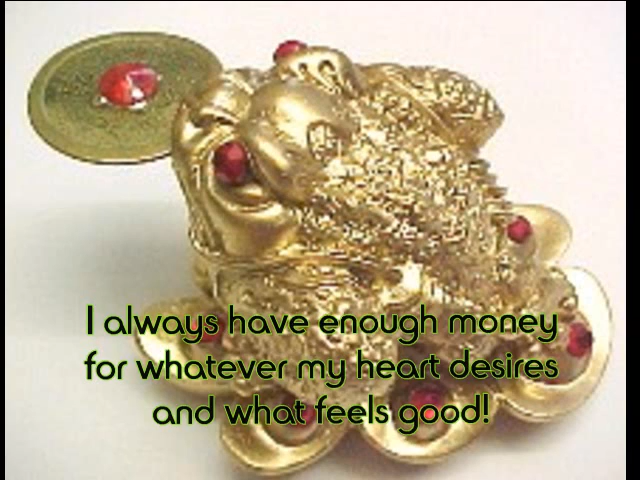 I always have enough money
for whatever my heart desires
and what feels good!